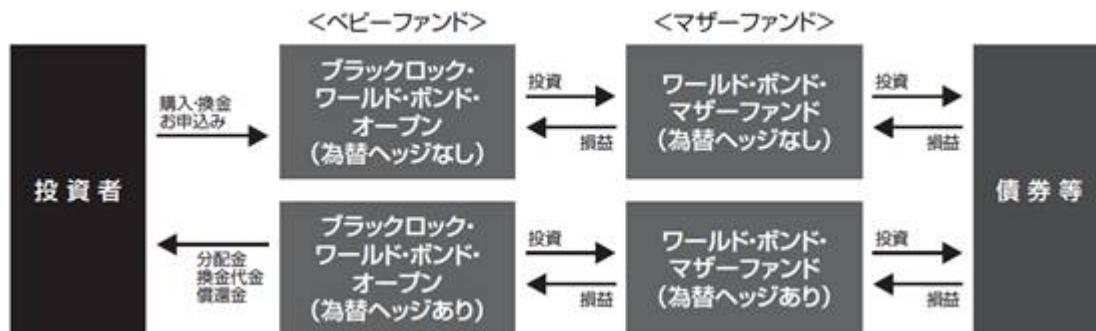 <ベビーファンド>
<マザーファンド>
投資者
購入・換金
お申込み
分配金
換金代金
償還金
ブラックロック・
ワールド・ボンド・
オープン
(為替ヘッジなし)
投資
損益
ワールド・ボンド・
マザーファンド
(為替ヘッジなし)
投資
損益
ブラックロック・
ワールド・ボンド・
オープン
(為替ヘッジあり)
投資
損益
ワールド・ボンド・
マザーファンド
(為替ヘッジあり)
投資
損益
債券等